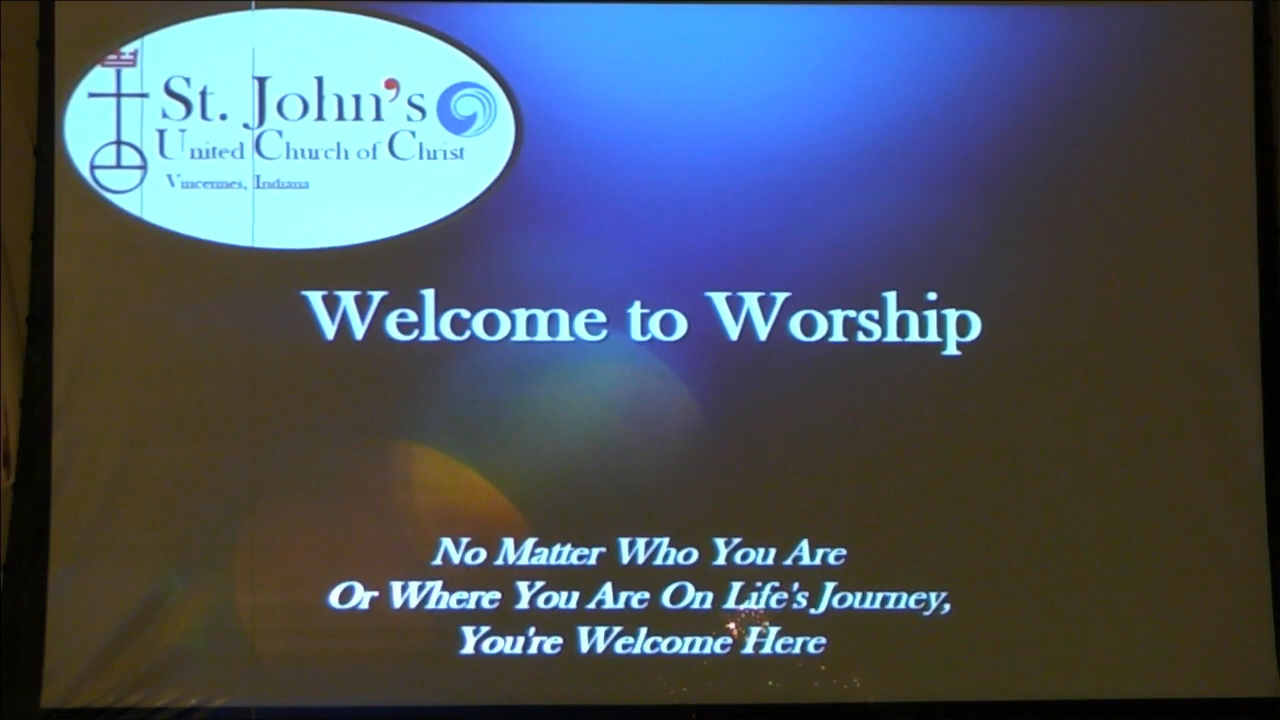 St. John's
United Church of Christ
Vincennes, Indiana
Welcome to Worship
No Matter Who You Are
Or Where You Are On Life's Journey,
You're Welcome Here